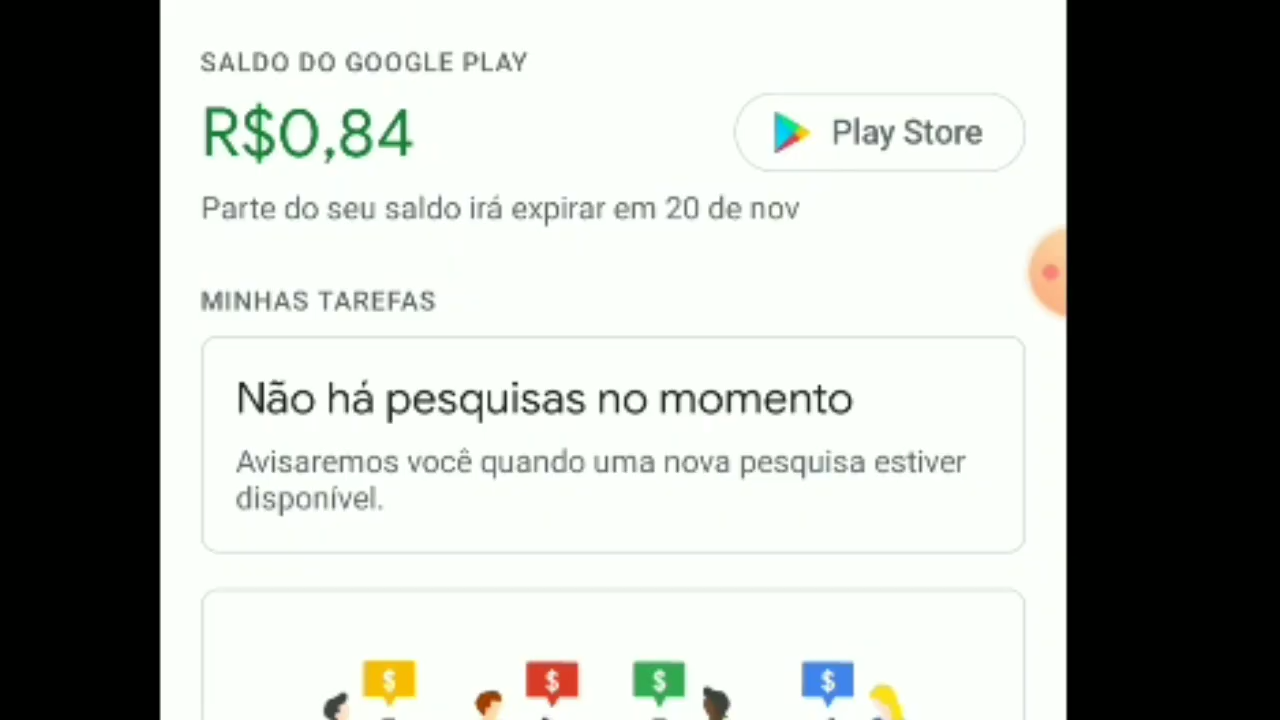 SALDO DO GOOGLE PLAY
R$0,84
Play Store
Parte do seu saldo irá expirar em 20 de nov
MINHAS TAREFAS
Não há pesquisas no momento
Avisaremos você quando uma nova pesquisa estiver
disponível.
$ $ $ $